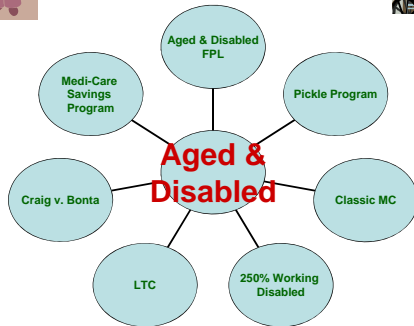 Aged & Disabled
FPL
Medi-Care
Savings
Program
Pickle Program
Aged &
Disabled
Craig v. Bonta
Classic MC
LTC
250% Working
Disabled